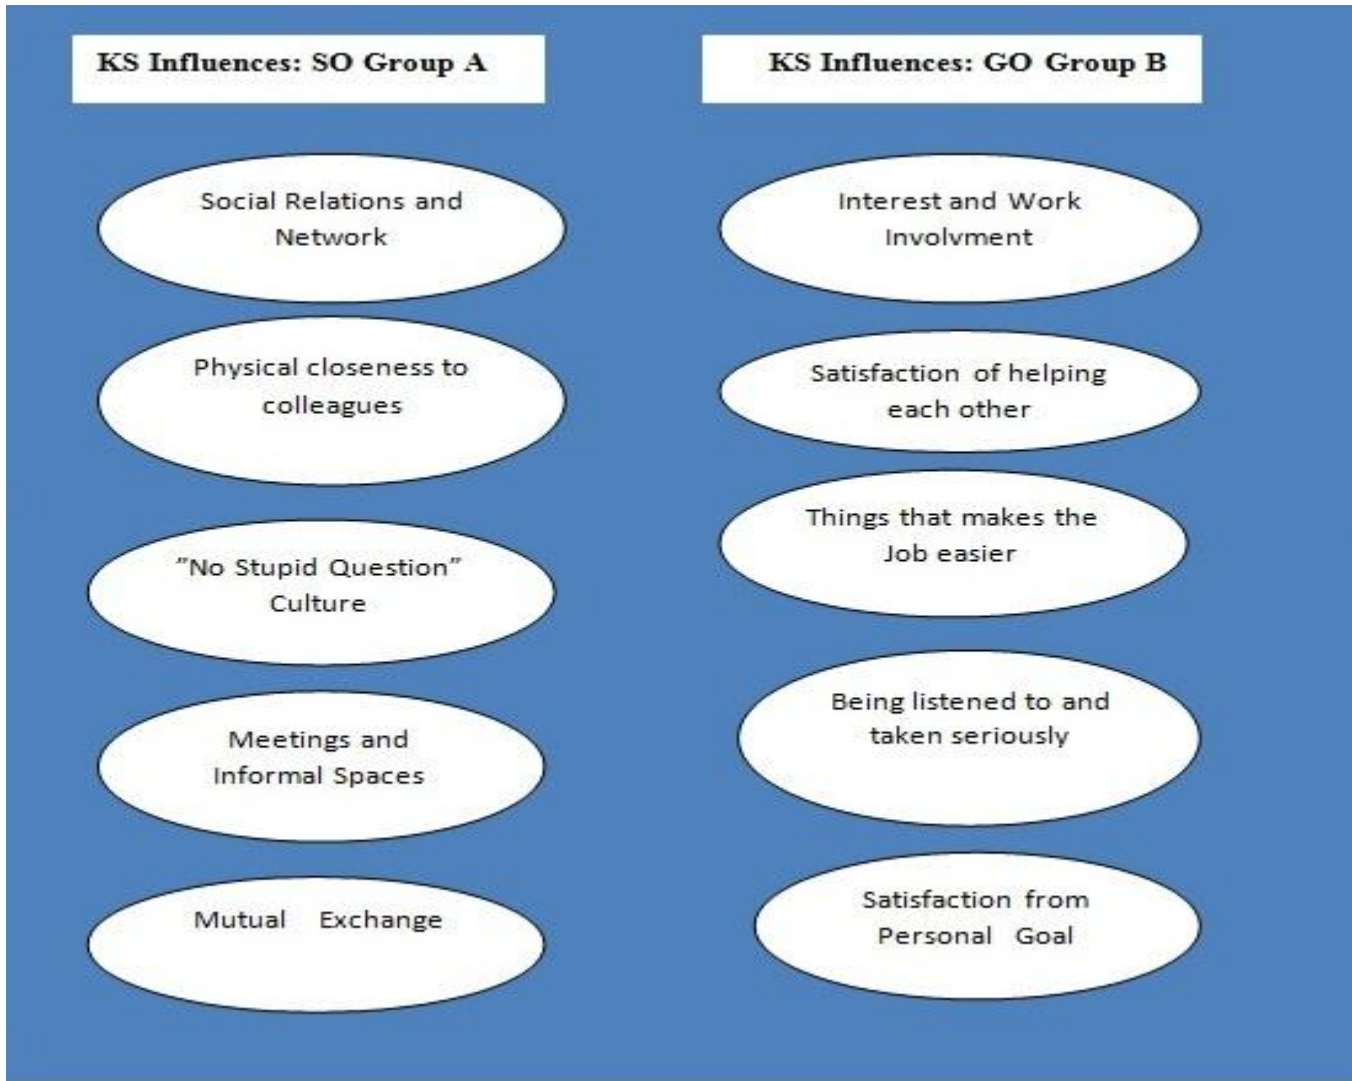 KS Influences: SO Group A
Social Relations and
Network
Physical closeness to
colleagues
”No Stupid Question”
Culture
Meetings and
Informal Spaces
Mutual Exchange
KS Influences: GO Group B
Interest and Work
Involvment
Satisfaction of helping
each other
Things that makes the
Job easier
Being listened to and
taken seriously
Satisfaction from
Personal Goal